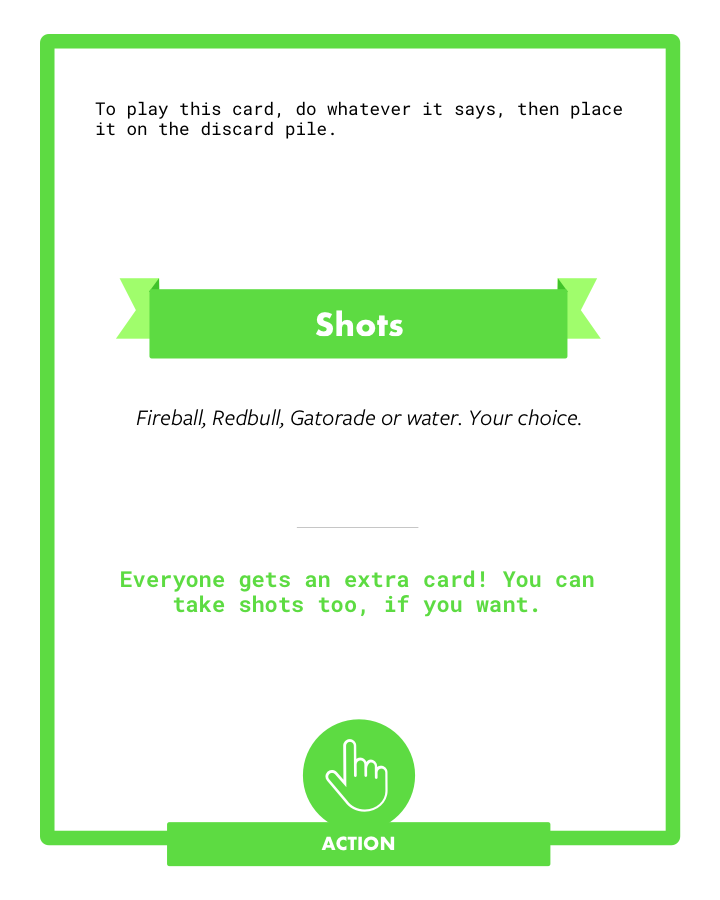 To play this card, do whatever it says, then place
it on the discard pile.
Shots
Fireball, Redbull, Gatorade or water. Your choice.
Everyone gets an extra card! You can
take shots too, if you want.
ACTION